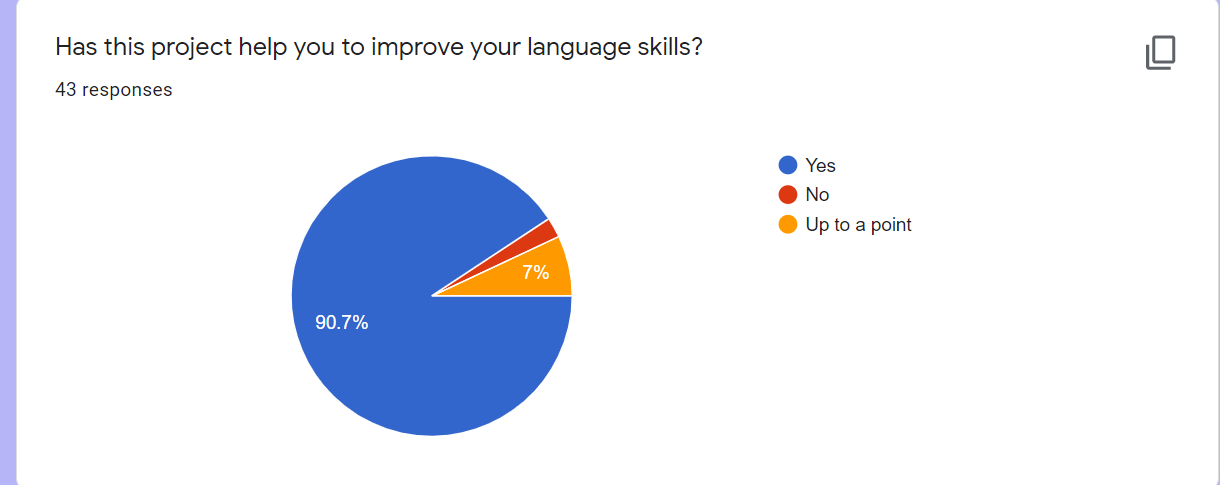 Has this project help you to improve your language skills?
43 responses
Yes
No
Up to a point
7%
90.7%